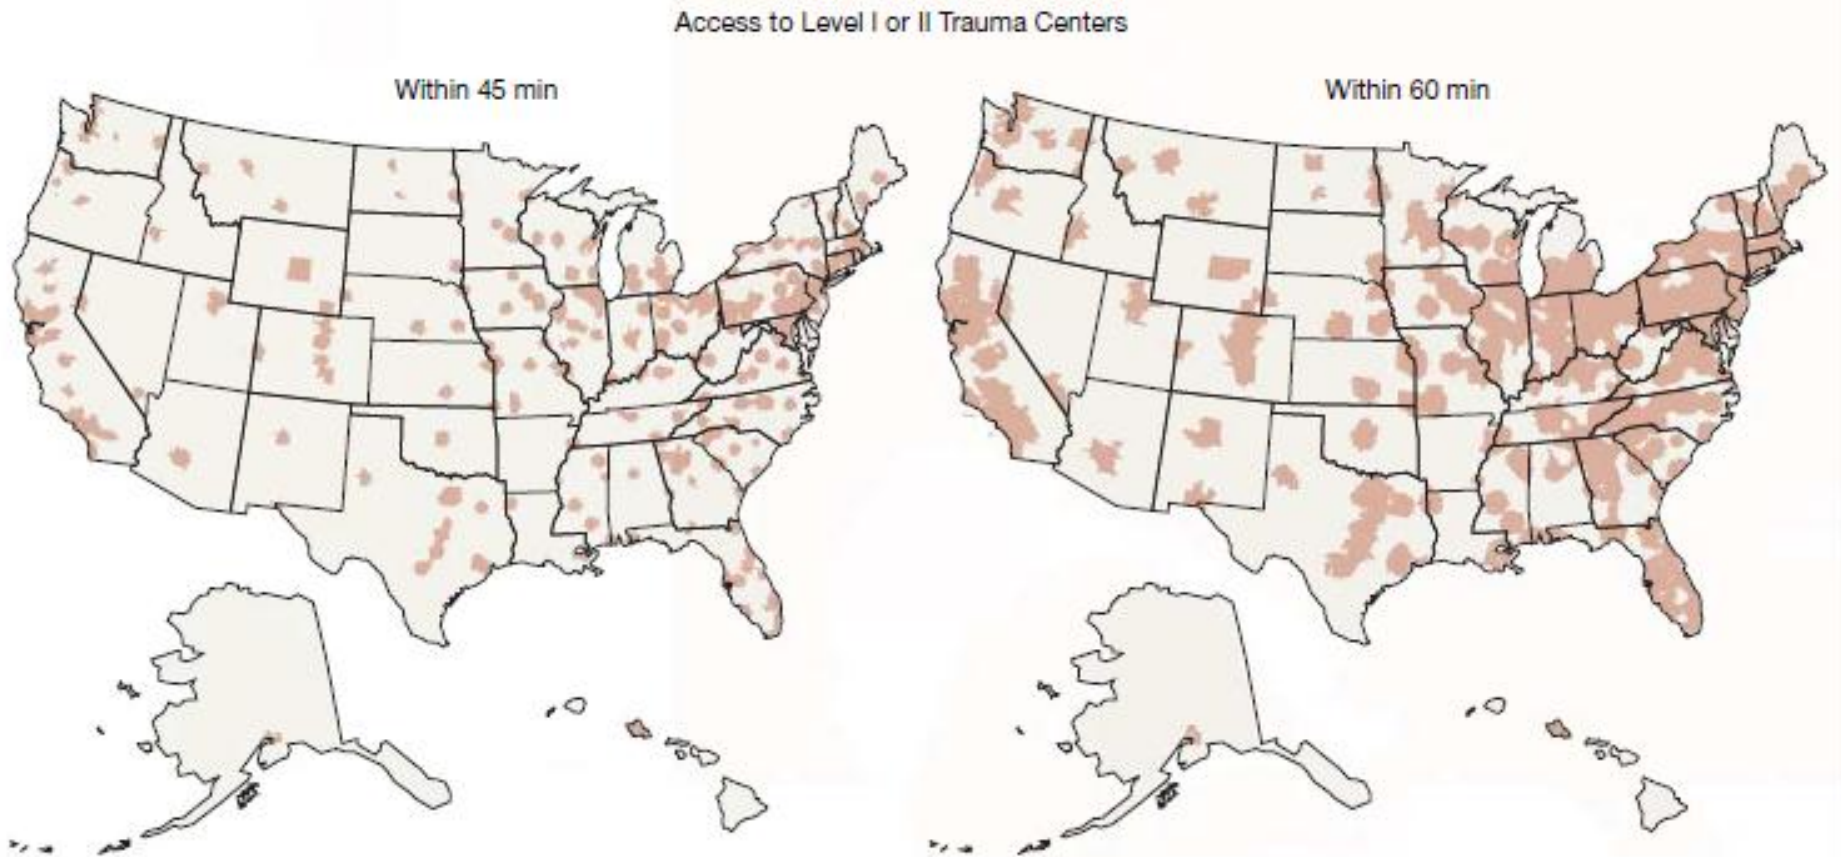 Access to Level I or II Trauma Centers
Within 45 min
Within 60 min